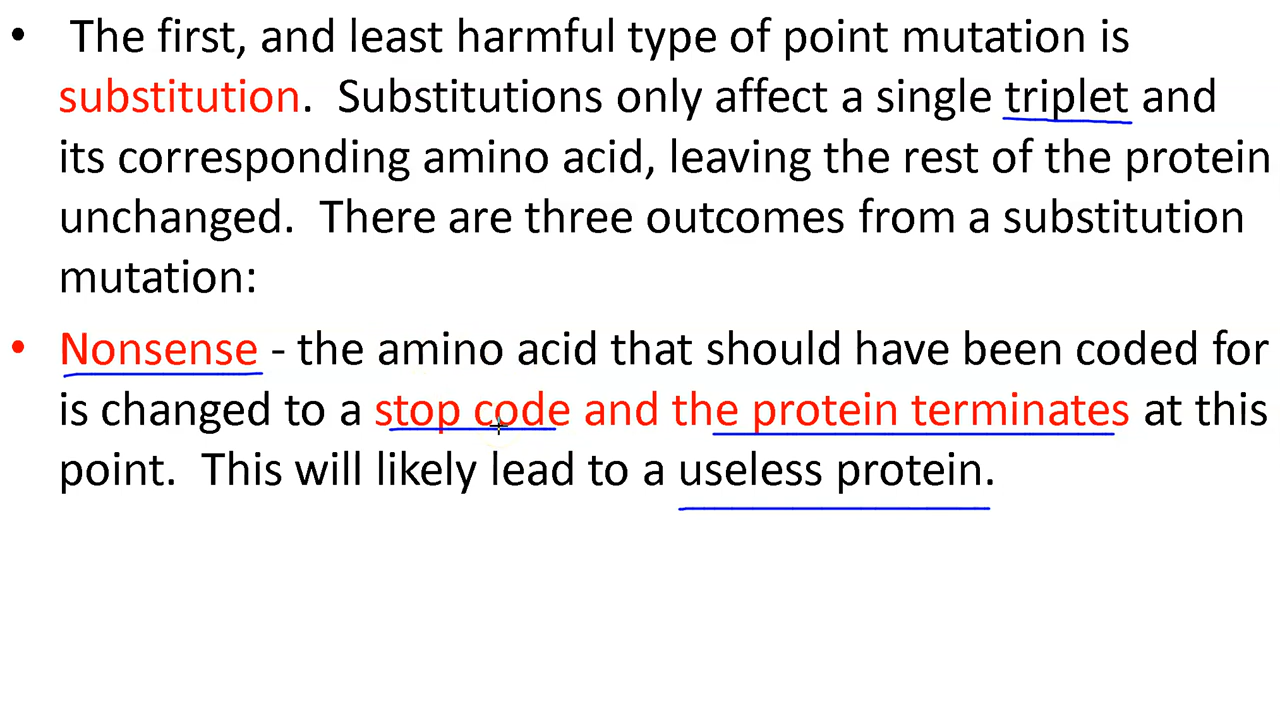 • The first, and least harmful type of point mutation is
substitution. Substitutions only affect a single triplet and
its corresponding amino acid, leaving the rest of the protein
unchanged. There are three outcomes from a substitution
mutation:
• Nonsense - the amino acid that should have been coded for
is changed to a stop code and the protein terminates at this
point. This will likely lead to a useless protein.